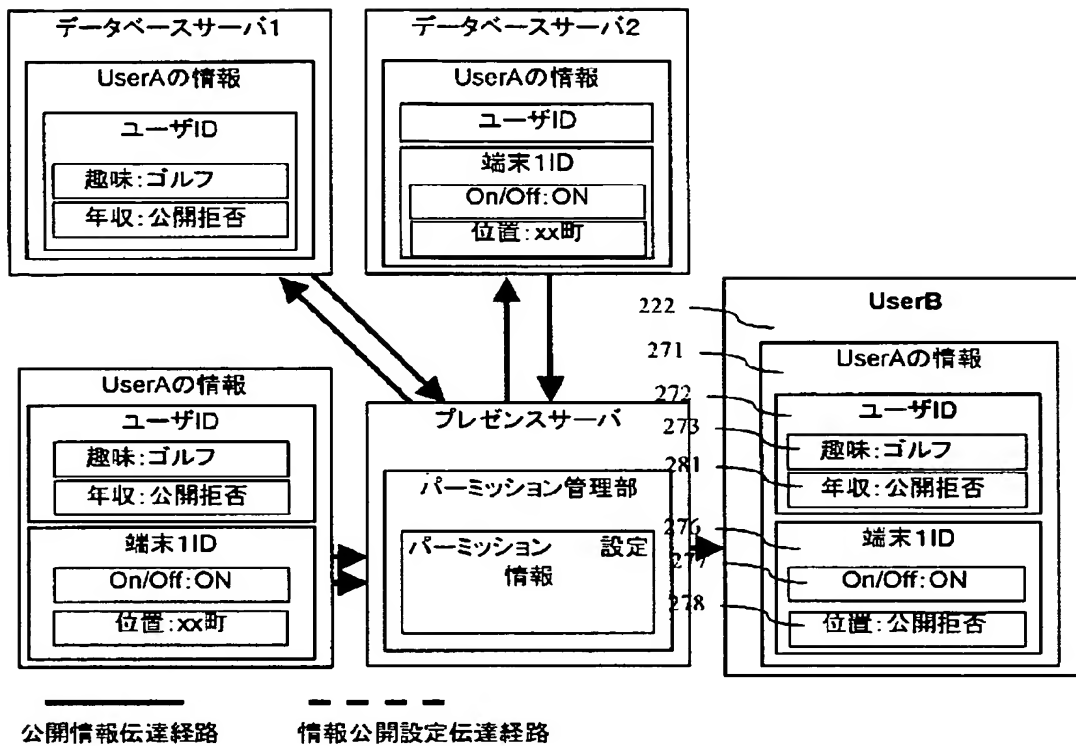 データベースサーバ1
UserAの情報
ユーザID
趣味:ゴルフ
年収:公開拒否
データベースサーバ2
UserAの情報
ユーザID
端末1ID
On/Off:ON
位置:xx町
UserAの情報
ユーザID
趣味:ゴルフ
年収:公開拒否
端末1ID
On/Off:ON
位置:xx町
プレゼンスサーバ
パーミッション管理部
パーミッション 設定
情報
222
UserB
271
UserAの情報
272
ユーザID
273
趣味:ゴルフ
281
年収:公開拒否
276
端末1ID
277
On/Off:ON
278
位置:公開拒否
公開情報伝達経路
情報公開設定伝達経路